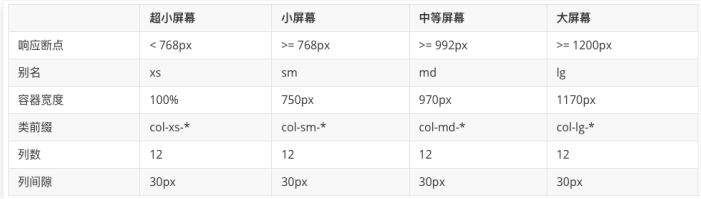 超小屏幕 小屏幕 中等屏幕 大屏幕
响应断点 < 768px >= 768px >= 992px >= 1200px
别名 xs sm md lg
容器宽度 100% 750px 970px 1170px
类前缀 col-xs-* col-sm-* col-md-* col-lg-*
列数 12 12 12 12
列间隙 30px 30px 30px 30px